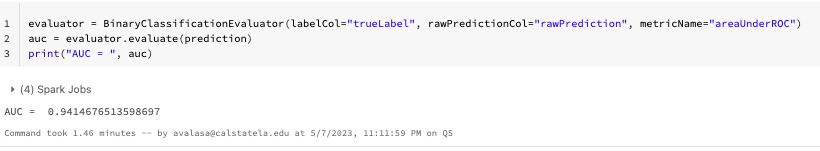 1 evaluator = BinaryClassificationEvaluator(labelCol="trueLabel", rawPredictionCol="rawPrediction", metricName="areaUnderROC")
2 auc = evaluator.evaluate(prediction)
3 print("AUC = ", auc)
(4) Spark Jobs
AUC =  0.9414676513598697
Command took 1.46 minutes -- by avalasa@calstatela.edu at 5/7/2023, 11:11:59 PM on QS